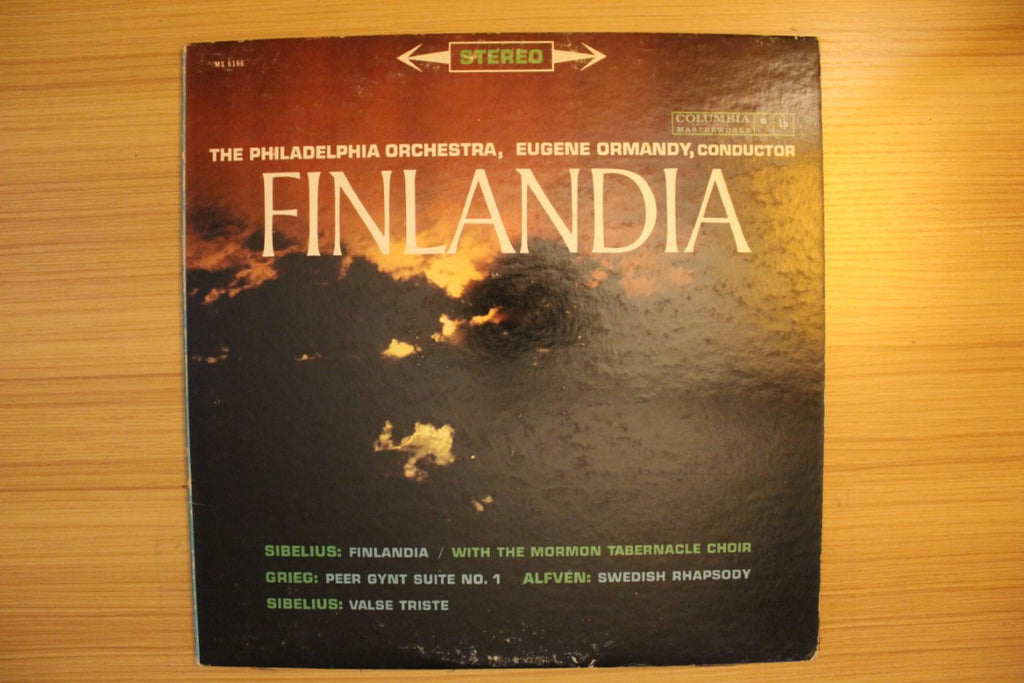 STEREO
MS 6196
COLUMBIA
MASTERWORKS LP
THE PHILADELPHIA ORCHESTRA, EUGENE ORMANDY, CONDUCTOR
FINLANDIA
SIBELIUS: FINLANDIA / WITH THE MORMON TABERNACLE CHOIR
GRIEG: PEER GYNT SUITE NO. 1 ALFVÉN: SWEDISH RHAPSODY
SIBELIUS: VALSE TRISTE